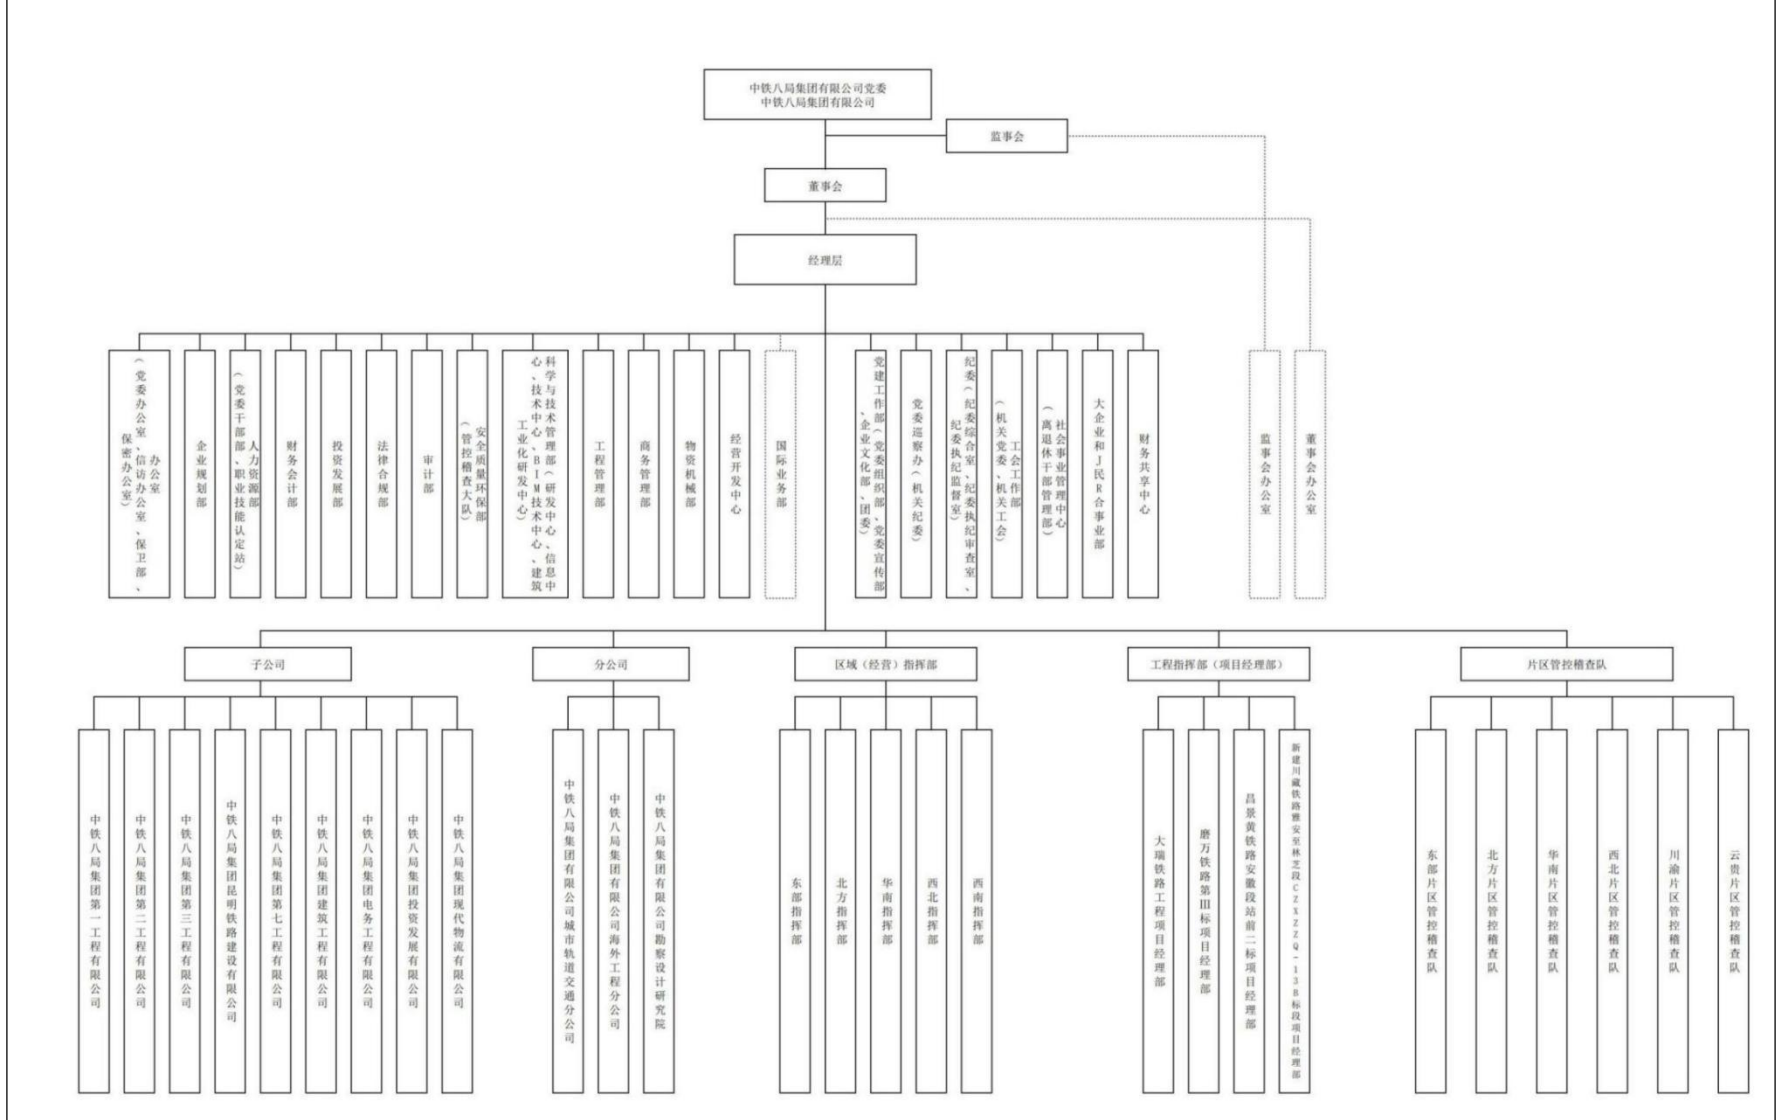 中铁八局集团有限公司党委
中铁八局集团有限公司
监事会
董事会
经理层
办公室
(党委办公室、信访办公室、保卫部、
保密办公室)
企业规划部
人力资源部
(党委干部部、职业技能认定站)
财务会计部
投资发展部
法律合规部
审计部
安全质量环保部
(管控稽查大队)
科学与技术管理部(研发中心、信息中
心、技术中心、BIM技术中心、建筑
工业化研发中心)
工程管理部
商务管理部
物资机械部
经营开发中心
国际业务部
党建工作部(党委组织部、党委宣传部
、企业文化部、团委)
党委巡察办(机关纪委)
纪委(纪委综合室、纪委执纪审查室、
纪委执纪监督室)
工会工作部
(机关党委、机关工会)
社会事业管理中心
(离退休干部管理部)
大企业和J民R合事业部
财务共享中心
监事会办公室
董事会办公室
子公司
分公司
区域（经营）指挥部
工程指挥部（项目经理部）
片区管控稽查队
中铁八局集团第一工程有限公司
中铁八局集团第二工程有限公司
中铁八局集团第三工程有限公司
中铁八局集团昆明铁路建设有限公司
中铁八局集团第七工程有限公司
中铁八局集团建筑工程有限公司
中铁八局集团电务工程有限公司
中铁八局集团投资发展有限公司
中铁八局集团现代物流有限公司
中铁八局集团有限公司城市轨道交通分公司
中铁八局集团有限公司海外工程分公司
中铁八局集团有限公司勘察设计研究院
东部指挥部
北方指挥部
华南指挥部
西北指挥部
西南指挥部
大瑞铁路工程项目经理部
磨万铁路第III标项目经理部
昌景黄铁路安徽段站前二标项目经理部
新建川藏铁路雅安至林芝段CZXZZQ-13B标段项目经理部
东部片区管控稽查队
北方片区管控稽查队
华南片区管控稽查队
西北片区管控稽查队
川渝片区管控稽查队
云贵片区管控稽查队